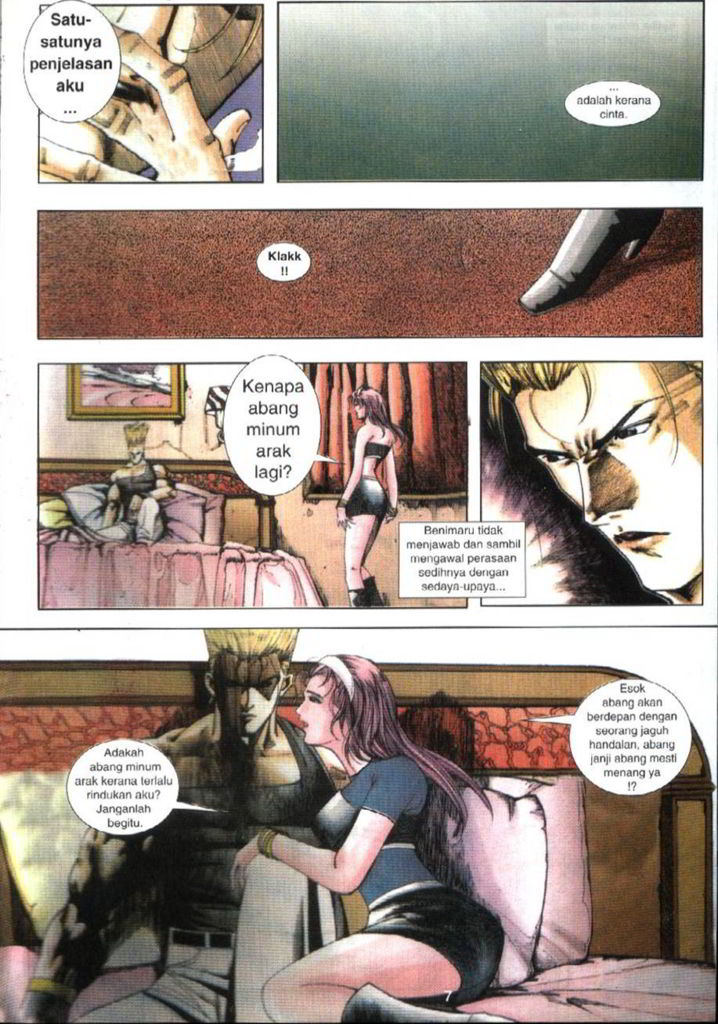 Satu-
satunya
penjelasan
aku
...
...
adalah kerana
cinta.
Klakk
!!
Kenapa
abang
minum
arak
lagi?
Benimaru tidak
menjawab dan sambil
mengawal perasaan
sedihnya dengan
sedaya-upaya...
Adakah
abang minum
arak kerana terlalu
rindukan aku?
Janganlah
begitu.
Esok
abang akan
berdepan dengan
seorang jaguh
handalan, abang
janji abang mesti
menang ya
!?
7